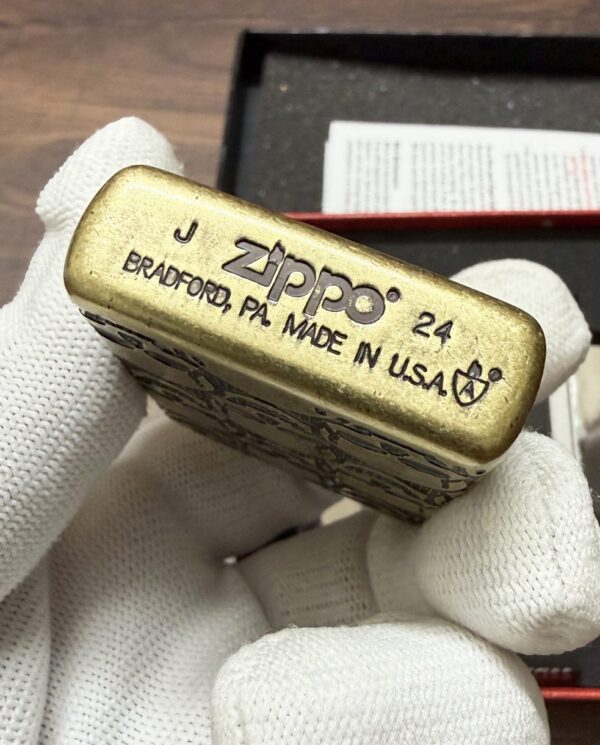 J zippo® 24
BRADFORD, PA. MADE IN U.S.A. A